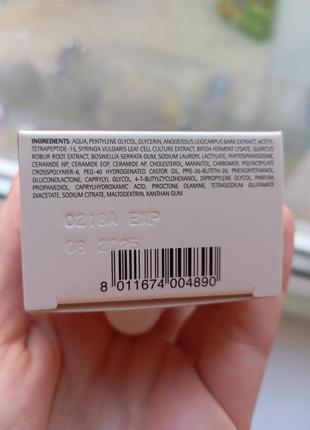 INGREDIENTS: AQUA, PENTYLENE GLYCOL, GLYCERIN, ANOGEISSUS LEIOCARPUS BARK EXTRACT, ACETYL
TETRAPEPTIDE-15, SYRINGA VULGARIS LEAF CELL CULTURE EXTRACT, BIFIDA FERMENT LYSATE, QUERCUS
ROBUR ROOT EXTRACT, BOSWELLIA SERRATA GUM, SODIUM LAUROYL LACTYLATE, PHYTOSPHINGOSINE,
CERAMIDE NP, CERAMIDE EOP, CERAMIDE AP, CHOLESTEROL, MANNITOL, CARBOMER, POLYACRYLATE
CROSSPOLYMER-6, PEG-40 HYDROGENATED CASTOR OIL, PPG-26-BUTETH-26, PHENOXYETHANOL,
GLUCONOLACTONE, CAPRYLYL GLYCOL, 4-T-BUTYLCYCLOHEXANOL, DIPROPYLENE GLYCOL, PARFUM,
PROPANEDIOL, CAPRYLHYDROXAMIC ACID, PIROCTONE OLAMINE, TETRASODIUM GLUTAMATE
DIACETATE, SODIUM CITRATE, MALTODEXTRIN, XANTHAN GUM
0218A EXP
08 2025
8 011674 004890